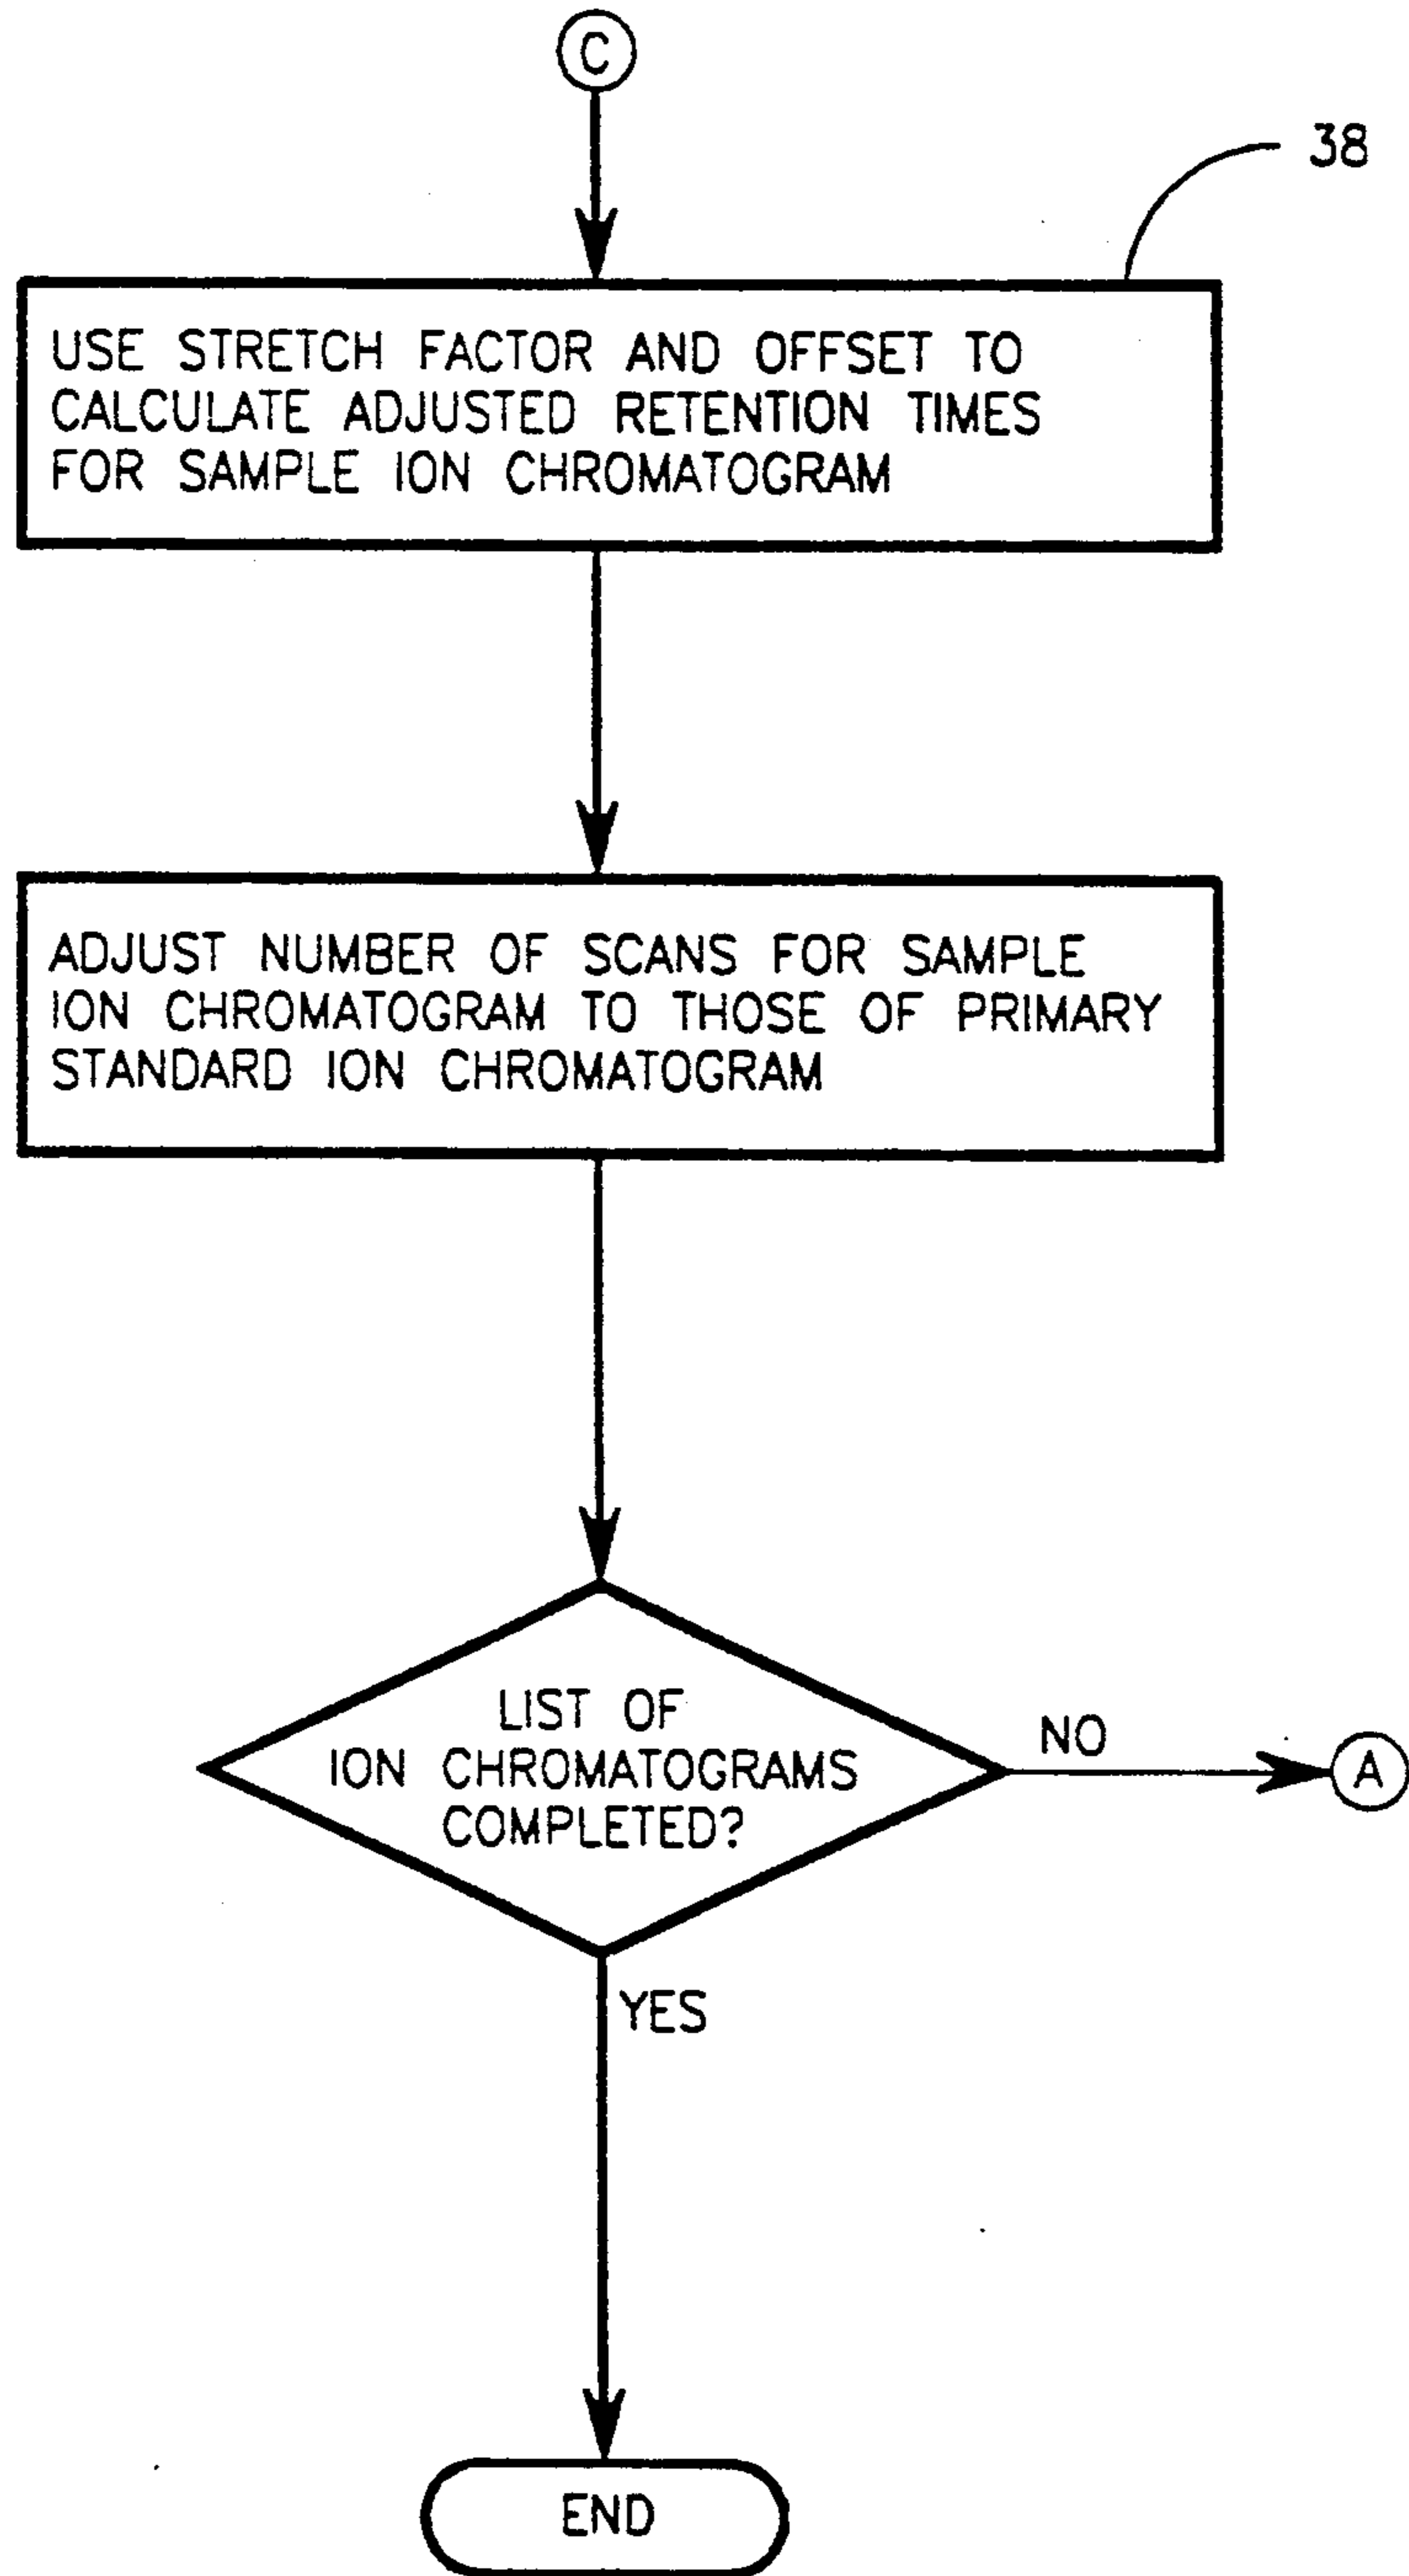 C
38
USE STRETCH FACTOR AND OFFSET TO
CALCULATE ADJUSTED RETENTION TIMES
FOR SAMPLE ION CHROMATOGRAM
ADJUST NUMBER OF SCANS FOR SAMPLE
ION CHROMATOGRAM TO THOSE OF PRIMARY
STANDARD ION CHROMATOGRAM
LIST OF
ION CHROMATOGRAMS
COMPLETED?
NO
A
YES
END